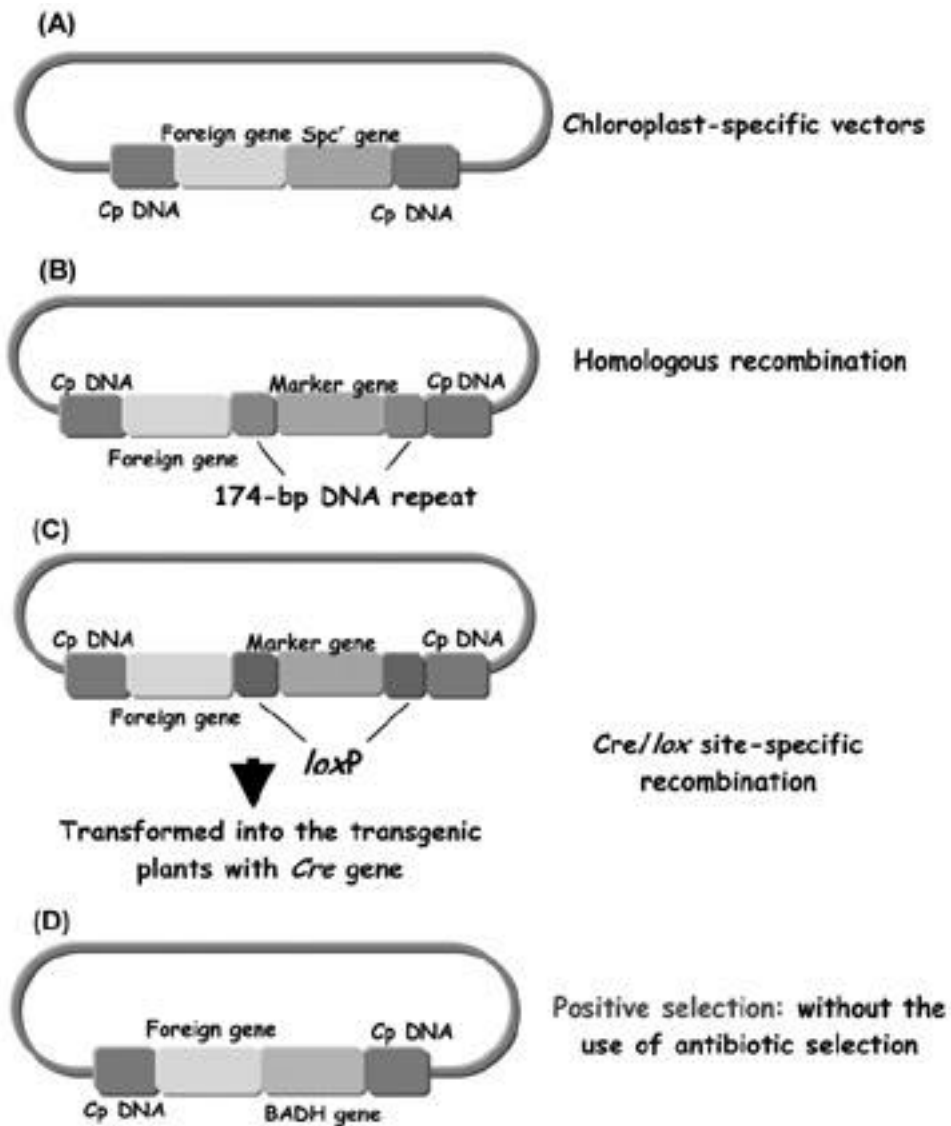 (A)
Foreign gene Spcʳ gene
Chloroplast-specific vectors
Cp DNA
Cp DNA
(B)
Homologous recombination
Cp DNA
Marker gene
Cp DNA
Foreign gene
174-bp DNA repeat
(C)
Cp DNA
Marker gene
Cp DNA
Foreign gene
loxP
Cre/lox site-specific
recombination
Transformed into the transgenic
plants with Cre gene
(D)
Foreign gene
Cp DNA
Positive selection: without the
use of antibiotic selection
Cp DNA
BADH gene